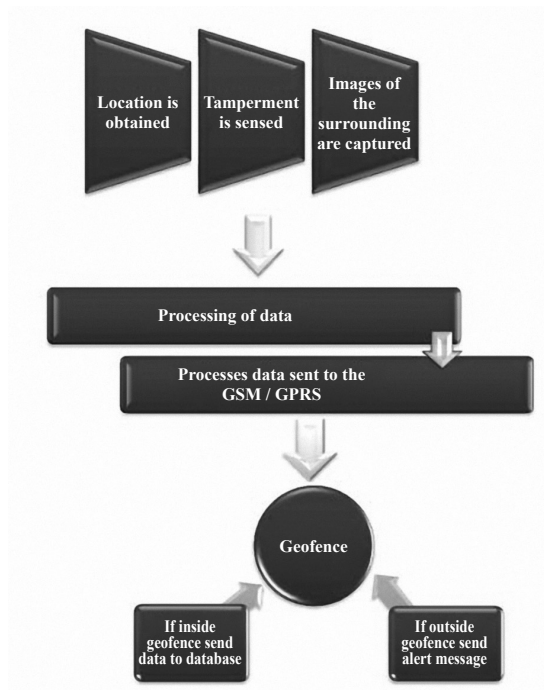 Location is
obtained
Tamperment
is sensed
Images of
the
surrounding
are captured
Processing of data
Processes data sent to the
GSM / GPRS
Geofence
If inside
geofence send
data to database
If outside
geofence send
alert message